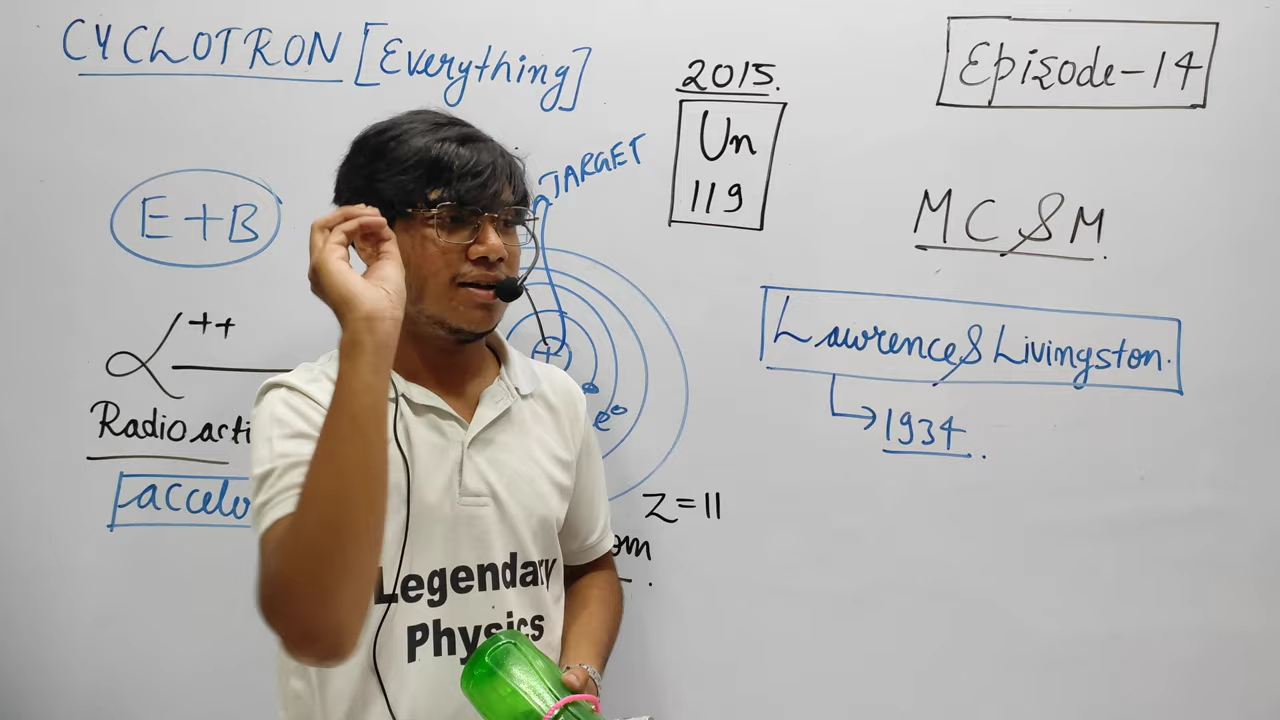 CYCLOTRON [Everything]
2015.
Un
119
Episode-14
TARGET
E+B
MC & M.
α++
Lawrence & Livingston.
1934.
+
e⁻
Z=11
Legendary
Physics